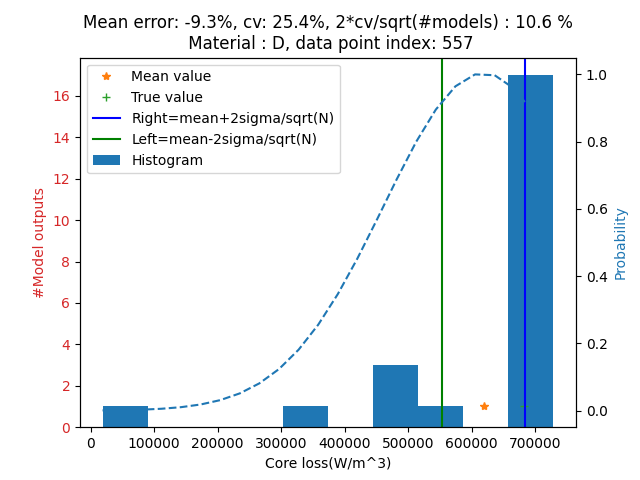 Mean error: -9.3%, cv: 25.4%, 2*cv/sqrt(#models) : 10.6 %
Material : D, data point index: 557
Mean value
True value
Right=mean+2sigma/sqrt(N)
Left=mean-2sigma/sqrt(N)
Histogram
#Model outputs
16
14
12
10
8
6
4
2
0
1.0
0.8
0.6
0.4
0.2
0.0
Probability
0 100000 200000 300000 400000 500000 600000 700000
Core loss(W/m^3)